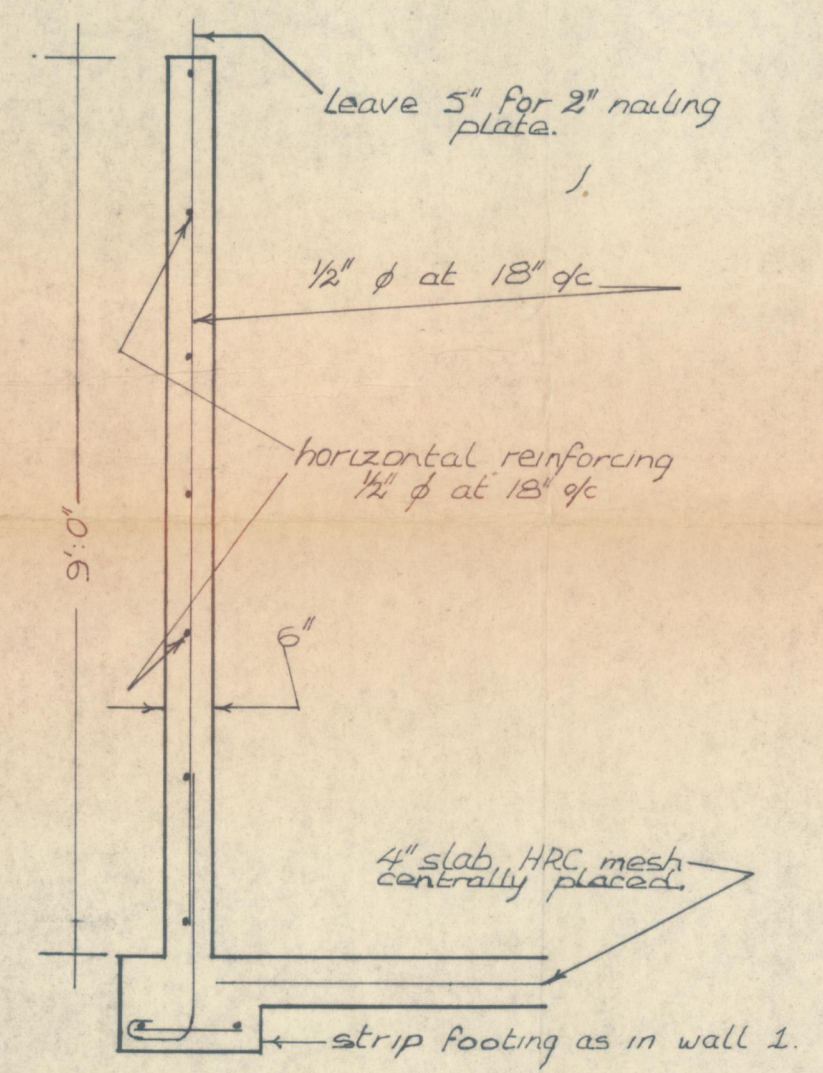 Leave 5" for 2" nailing
plate.
1/2" φ at 18" o/c
horizontal reinforcing
1/2" φ at 18" o/c
9':0"
6"
4" slab HRC mesh
centrally placed.
strip footing as in wall 1.